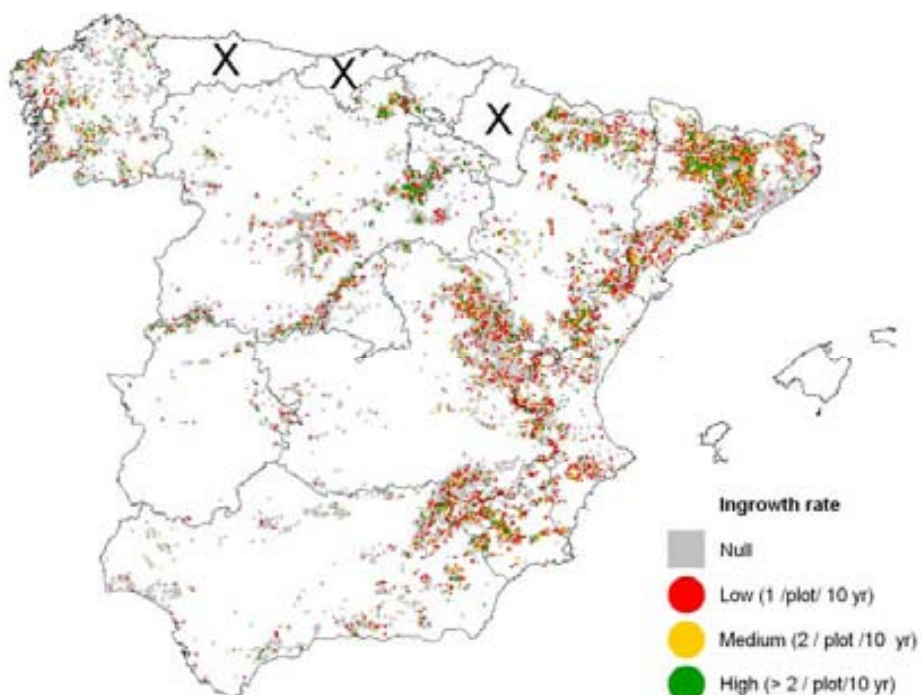 X
X
X
Ingrowth rate
Null
Low (1 /plot/ 10 yr)
Medium (2 / plot /10 yr)
High (> 2 / plot/10 yr)